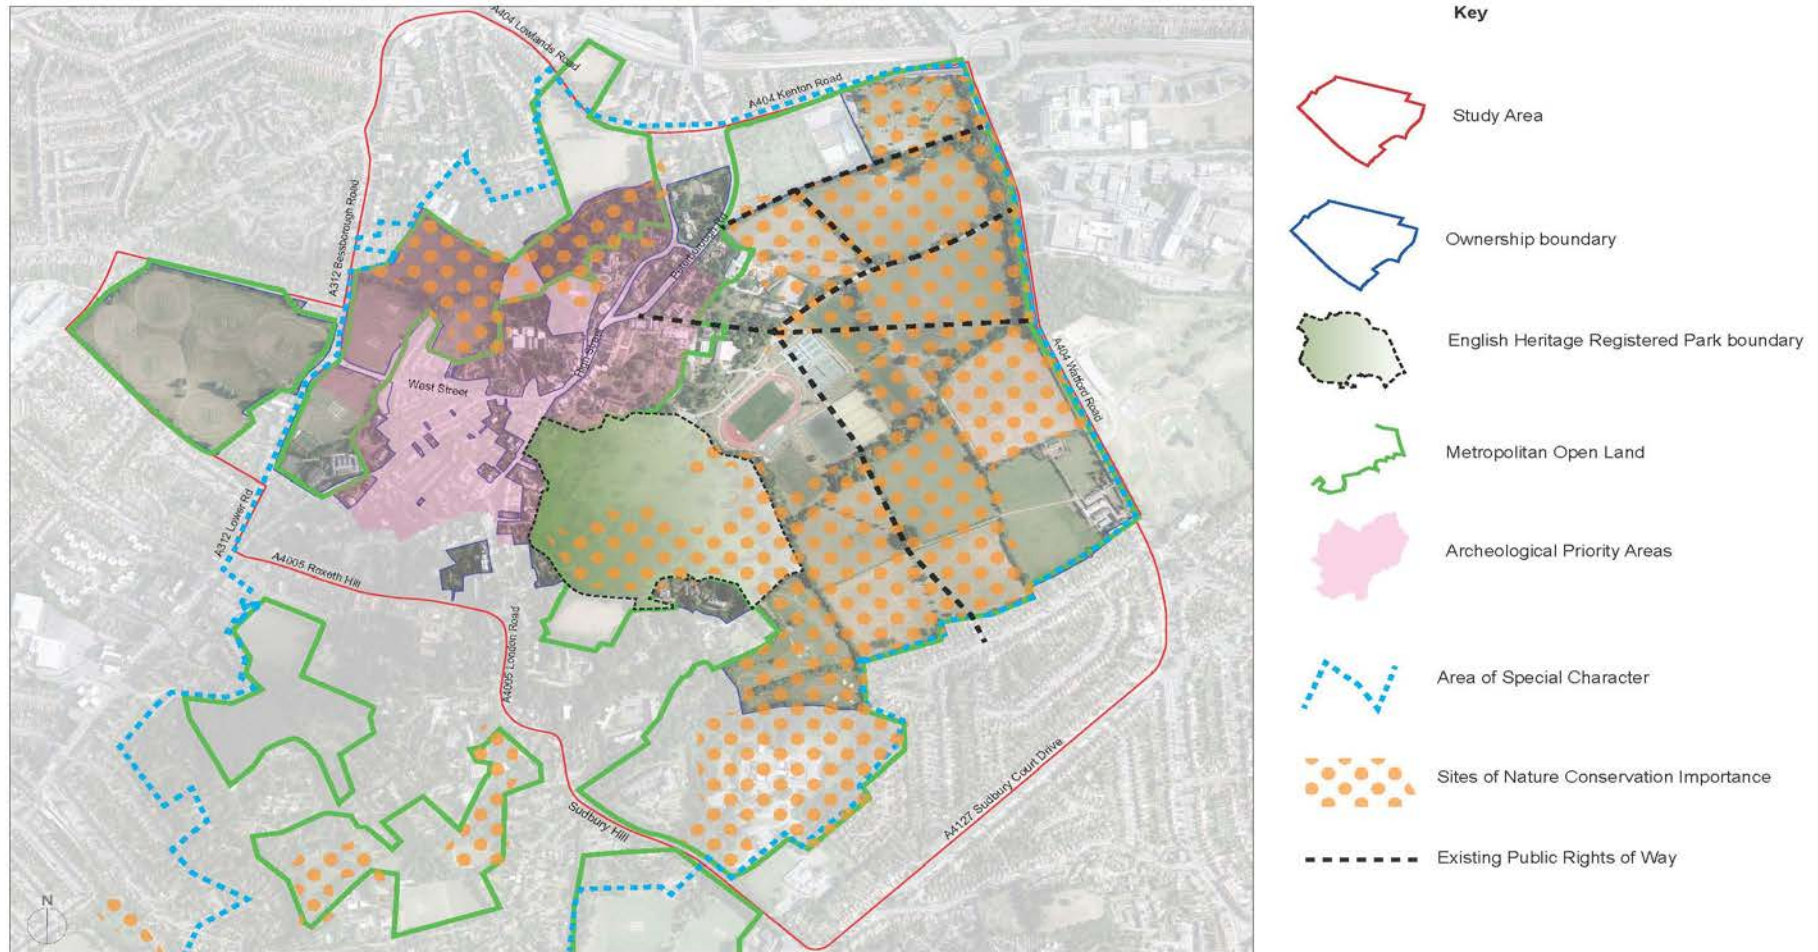 Key
A404 Lowlands Road
A404 Kenton Road
Study Area
A312 Bessborough Road
Ownership boundary
High Street
English Heritage Registered Park boundary
West Street
A404 Watford Road
Metropolitan Open Land
A312 Lower Rd
A4005 Roxeth Hill
Archeological Priority Areas
A4005 London Road
Area of Special Character
Sudbury Hill
A4127 Sudbury Court Drive
Sites of Nature Conservation Importance
Existing Public Rights of Way
N